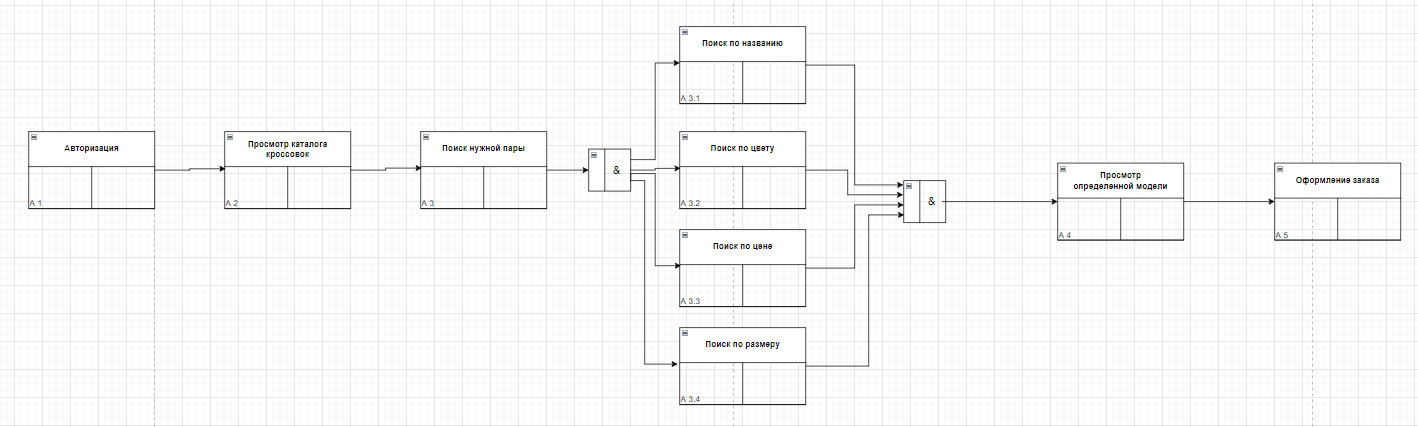 Авторизация
А 1
Просмотр каталога
кроссовок
А 2
Поиск нужной пары
А 3
&
Поиск по названию
А 3.1
Поиск по цвету
А 3.2
Поиск по цене
А 3.3
Поиск по размеру
А 3.4
&
Просмотр
определенной модели
А 4
Оформление заказа
А 5